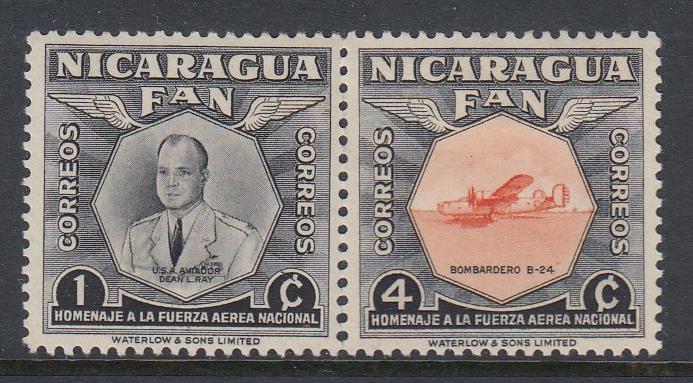 NICARAGUA
FAN
CORREOS
CORREOS
U.S.A. AVIADOR
DEAN L. RAY
1 ₵
HOMENAJE A LA FUERZA AEREA NACIONAL
WATERLOW & SONS LIMITED
NICARAGUA
FAN
CORREOS
CORREOS
BOMBARDERO B-24
4 ₵
HOMENAJE A LA FUERZA AEREA NACIONAL
WATERLOW & SONS LIMITED